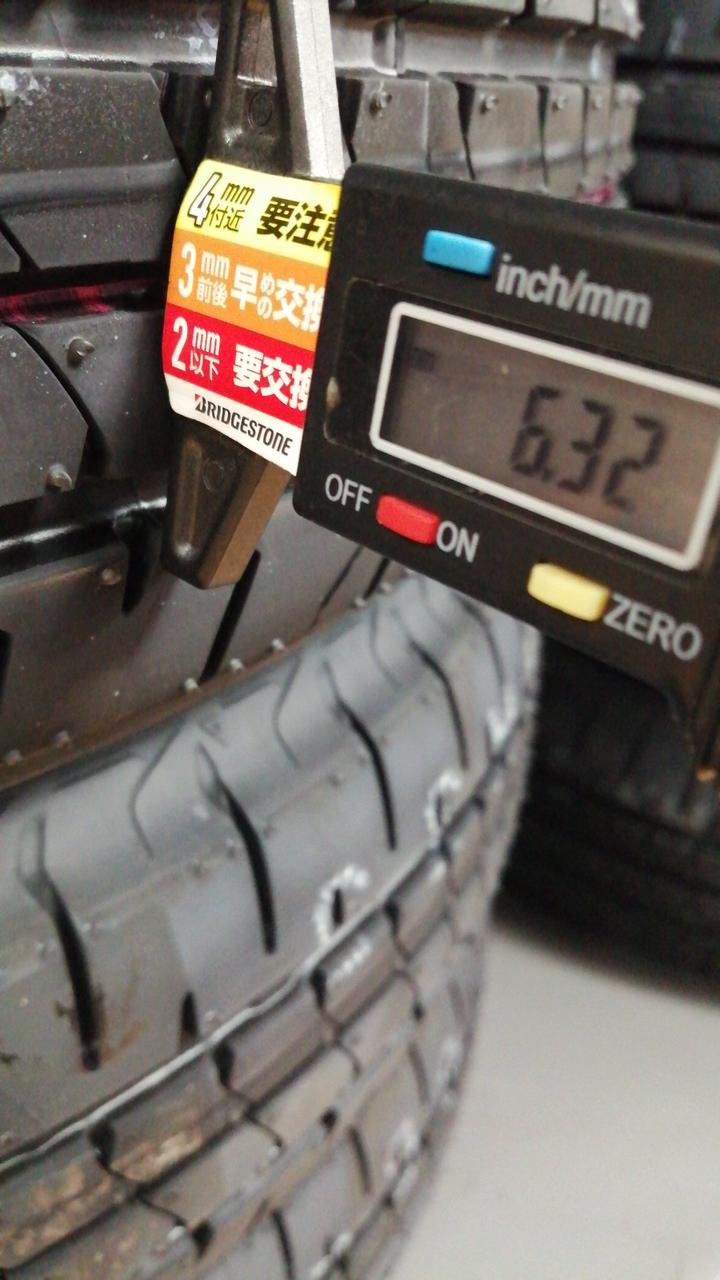 4mm付近 要注意
3mm前後 早めの交換
2mm以下 要交換
BRIDGESTONE
inch/mm
6.32
OFF ON
ZERO